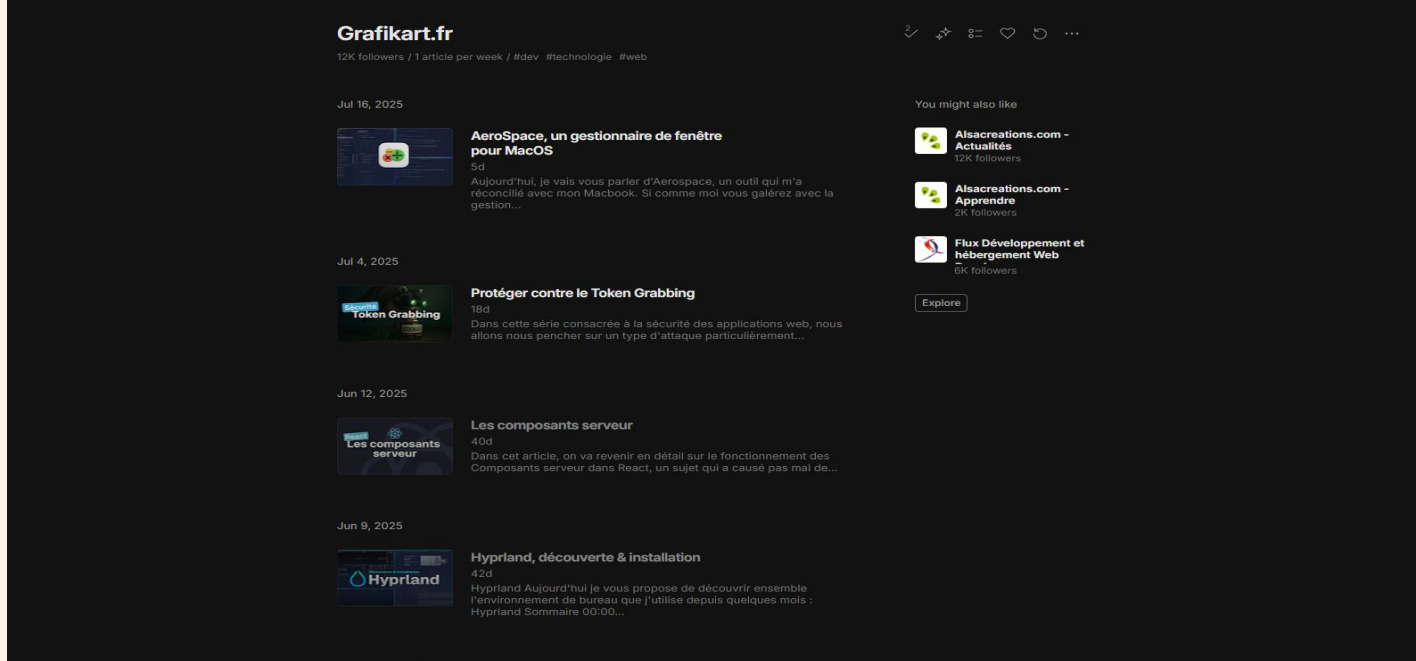 Grafikart.fr
2
12K followers / 1 article per week / #dev #technologie #web
Jul 16, 2025
AeroSpace, un gestionnaire de fenêtre
pour MacOS
5d
Aujourd'hui, je vais vous parler d'Aerospace, un outil qui m'a
réconcilié avec mon Macbook. Si comme moi vous galérez avec la
gestion...
Jul 4, 2025
Sécurité
Token Grabbing
Protéger contre le Token Grabbing
18d
Dans cette série consacrée à la sécurité des applications web, nous
allons nous pencher sur un type d'attaque particulièrement...
Jun 12, 2025
React
Les composants
serveur
Les composants serveur
40d
Dans cet article, on va revenir en détail sur le fonctionnement des
Composants serveur dans React, un sujet qui a causé pas mal de...
Jun 9, 2025
Hyprland
Hyprland, découverte & installation
42d
Hyprland Aujourd'hui je vous propose de découvrir ensemble
l'environnement de bureau que j'utilise depuis quelques mois :
Hyprland Sommaire 00:00...
You might also like
Alsacreations.com -
Actualités
12K followers
Alsacreations.com -
Apprendre
2K followers
Flux Développement et
hébergement Web
6K followers
Explore